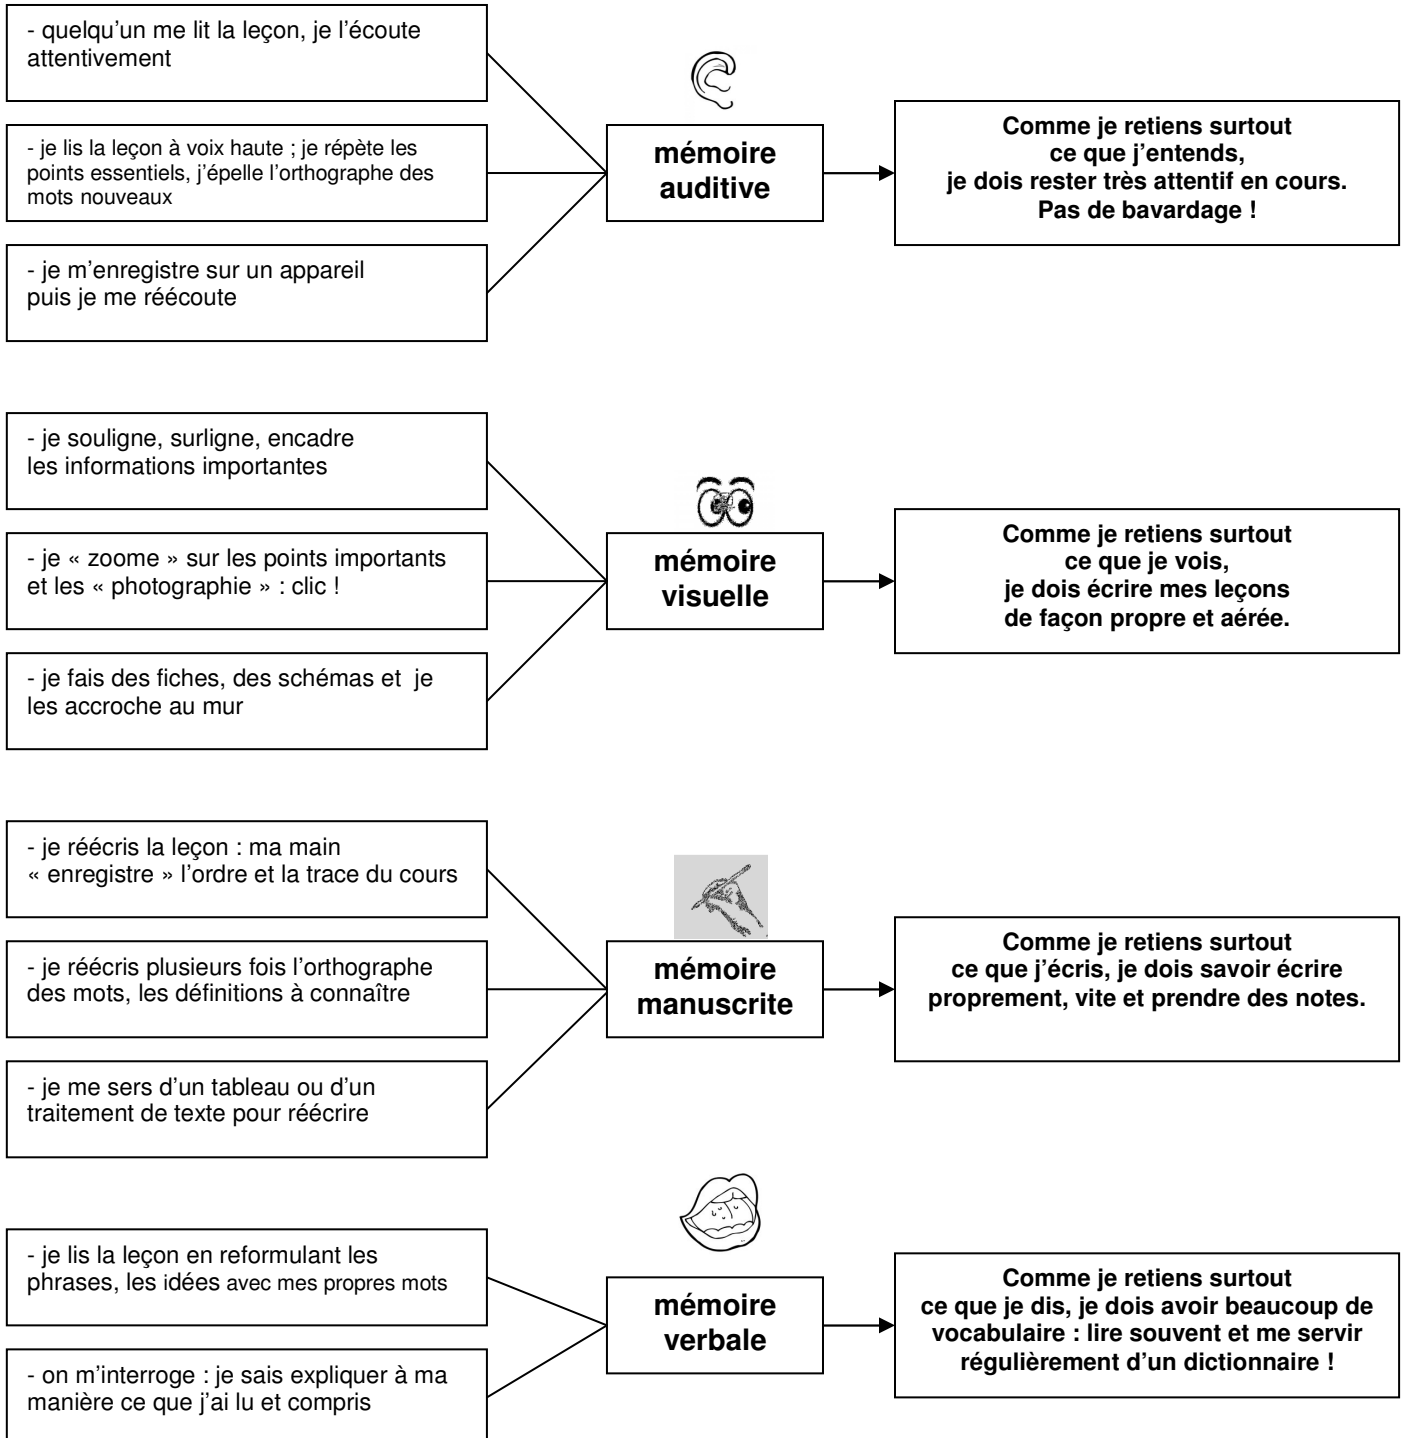 - quelqu’un me lit la leçon, je l’écoute
attentivement
- je lis la leçon à voix haute ; je répète les
points essentiels, j’épelle l’orthographe des
mots nouveaux
- je m’enregistre sur un appareil
puis je me réécoute
mémoire
auditive
Comme je retiens surtout
ce que j’entends,
je dois rester très attentif en cours.
Pas de bavardage !
- je souligne, surligne, encadre
les informations importantes
- je « zoome » sur les points importants
et les « photographie » : clic !
- je fais des fiches, des schémas et je
les accroche au mur
mémoire
visuelle
Comme je retiens surtout
ce que je vois,
je dois écrire mes leçons
de façon propre et aérée.
- je réécris la leçon : ma main
« enregistre » l’ordre et la trace du cours
- je réécris plusieurs fois l’orthographe
des mots, les définitions à connaître
- je me sers d’un tableau ou d’un
traitement de texte pour réécrire
mémoire
manuscrite
Comme je retiens surtout
ce que j’écris, je dois savoir écrire
proprement, vite et prendre des notes.
- je lis la leçon en reformulant les
phrases, les idées avec mes propres mots
- on m’interroge : je sais expliquer à ma
manière ce que j’ai lu et compris
mémoire
verbale
Comme je retiens surtout
ce que je dis, je dois avoir beaucoup de
vocabulaire : lire souvent et me servir
régulièrement d’un dictionnaire !